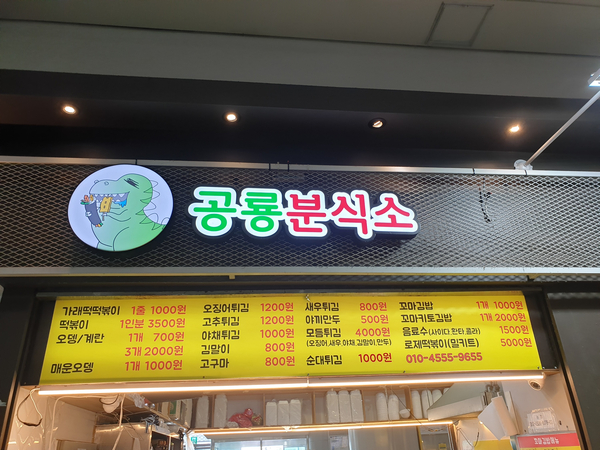 공룡분식소
가래떡떡볶이 1줄 1000원
떡볶이 1인분 3500원
오뎅/계란 1개 700원
3개 2000원
매운오뎅 1개 1000원
오징어튀김 1200원
고추튀김 1200원
야채튀김 1000원
김말이 800원
고구마 800원
새우튀김 800원
야끼만두 500원
모듬튀김 4000원
(오징어,새우,야채,김말이,만두)
순대튀김 1000원
꼬마김밥 1개 1000원
꼬마키토김밥 1개 2000원
음료수(사이다,환타,콜라) 1500원
로제떡볶이(밀키트) 5000원
010-4555-9655